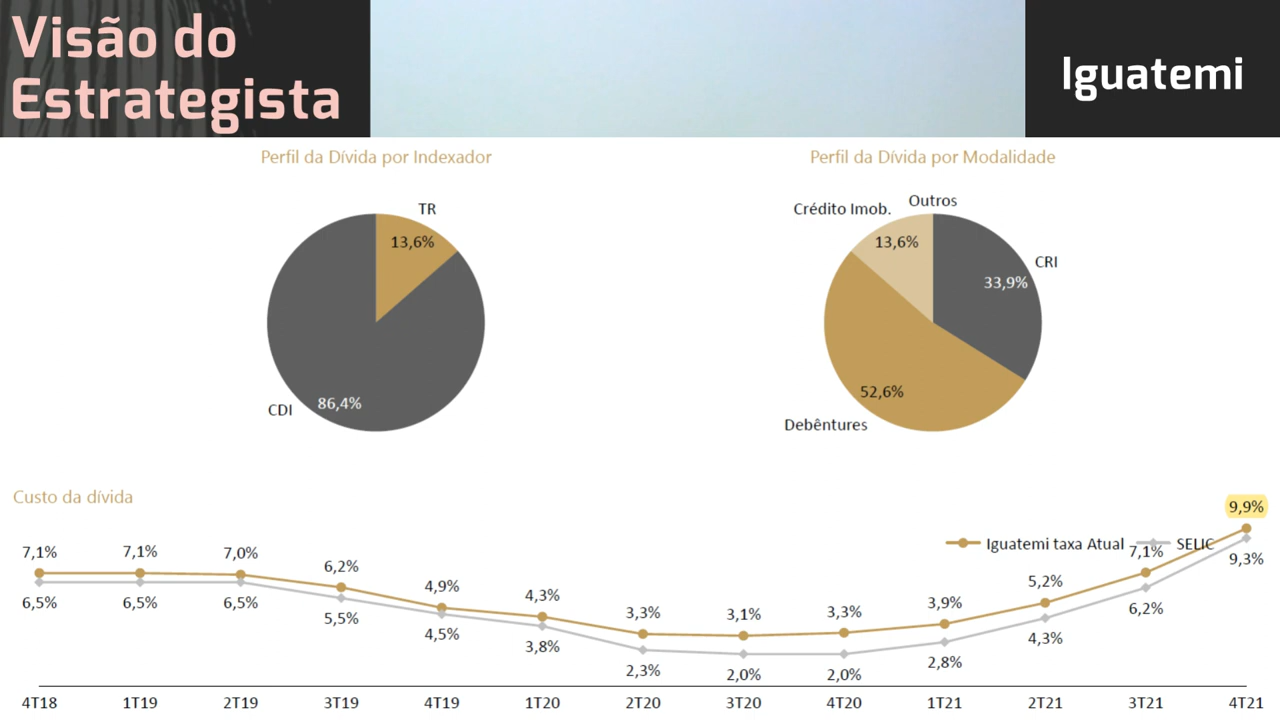 Visão do
Estrategista
Iguatemi
Perfil da Dívida por Indexador
TR
13,6%
CDI
86,4%
Perfil da Dívida por Modalidade
Crédito Imob.
Outros
13,6%
CRI
33,9%
52,6%
Debêntures
Custo da dívida
Iguatemi taxa Atual
SELIC
7,1%
7,1%
7,0%
6,2%
4,9%
4,3%
3,3%
3,1%
3,3%
3,9%
5,2%
7,1%
9,9%
6,5%
6,5%
6,5%
5,5%
4,5%
3,8%
2,3%
2,0%
2,0%
2,8%
4,3%
6,2%
9,3%
4T18
1T19
2T19
3T19
4T19
1T20
2T20
3T20
4T20
1T21
2T21
3T21
4T21